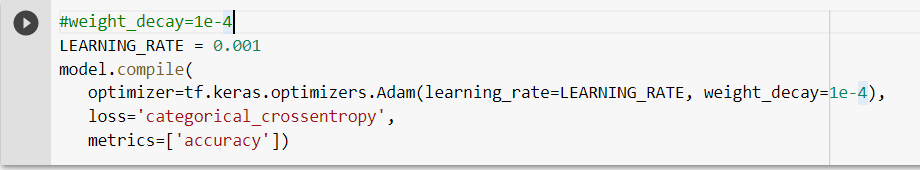 #weight_decay=1e-4
LEARNING_RATE = 0.001
model.compile(
   optimizer=tf.keras.optimizers.Adam(learning_rate=LEARNING_RATE, weight_decay=1e-4),
   loss='categorical_crossentropy',
   metrics=['accuracy'])